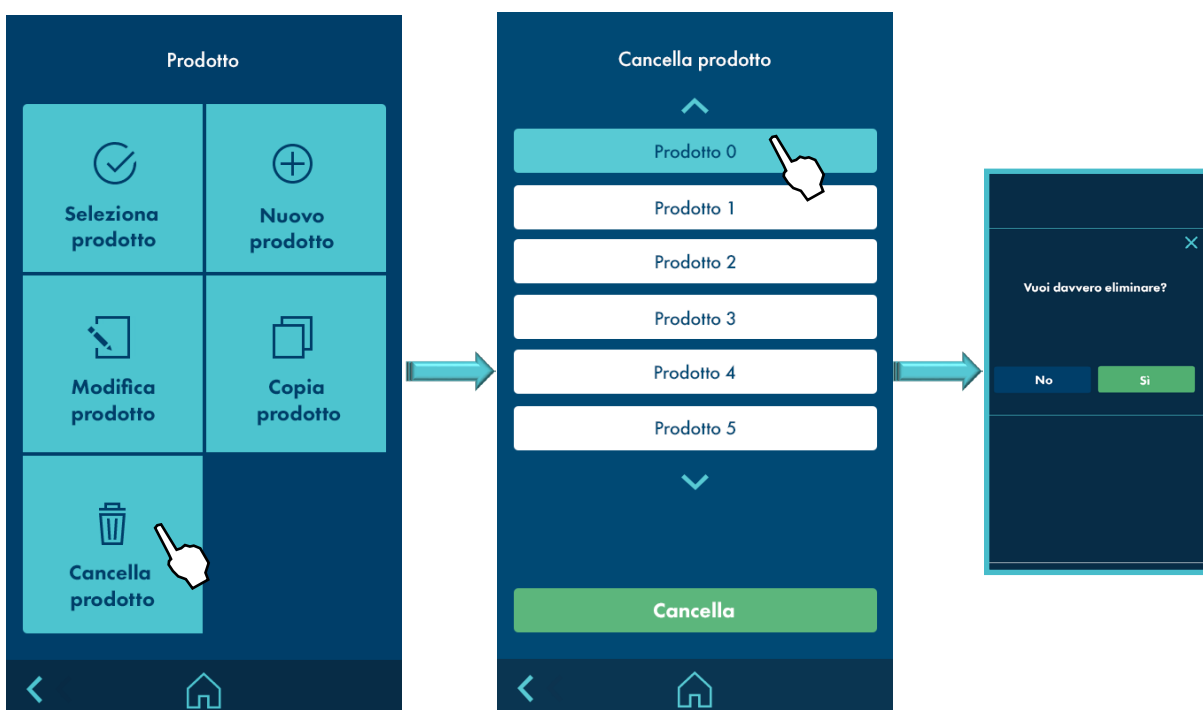 Prodotto
Seleziona
prodotto
Nuovo
prodotto
Modifica
prodotto
Copia
prodotto
Cancella
prodotto
Cancella prodotto
Prodotto 0
Prodotto 1
Prodotto 2
Prodotto 3
Prodotto 4
Prodotto 5
Cancella
Vuoi davvero eliminare?
No
Sì